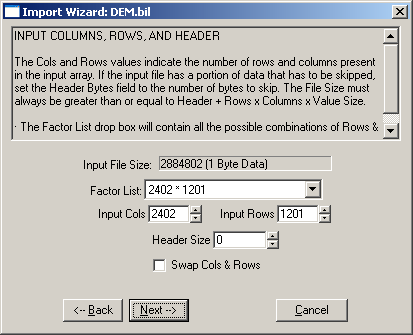 Import Wizard: DEM.bil
INPUT COLUMNS, ROWS, AND HEADER
The Cols and Rows values indicate the number of rows and columns present
in the input array. If the input file has a portion of data that has to be skipped,
set the Header Bytes field to the number of bytes to skip. The File Size must
always be greater than or equal to Header + Rows x Columns x Value Size.
· The Factor List drop box will contain all the possible combinations of Rows &
Input File Size: 2884802 (1 Byte Data)
Factor List: 2402 * 1201
Input Cols 2402 Input Rows 1201
Header Size 0
Swap Cols & Rows
<-- Back Next --> Cancel